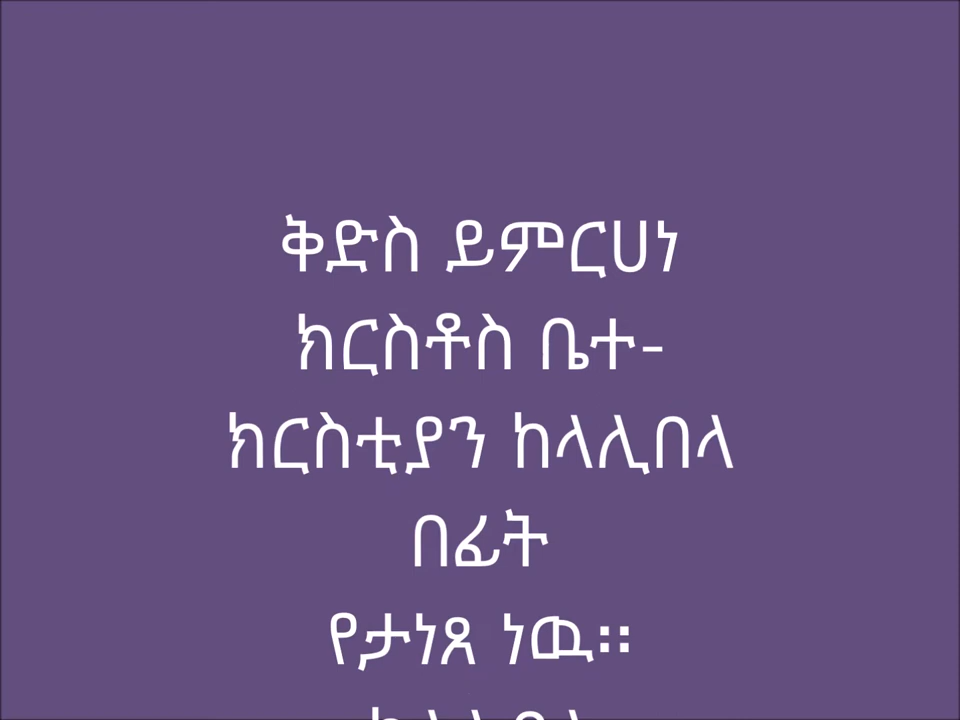 ቅድስ ይምርሀነ
ክርስቶስ ቤተ-
ክርስቲያን ከላሊበላ
በፊት
የታነጸ ነዉ፡፡